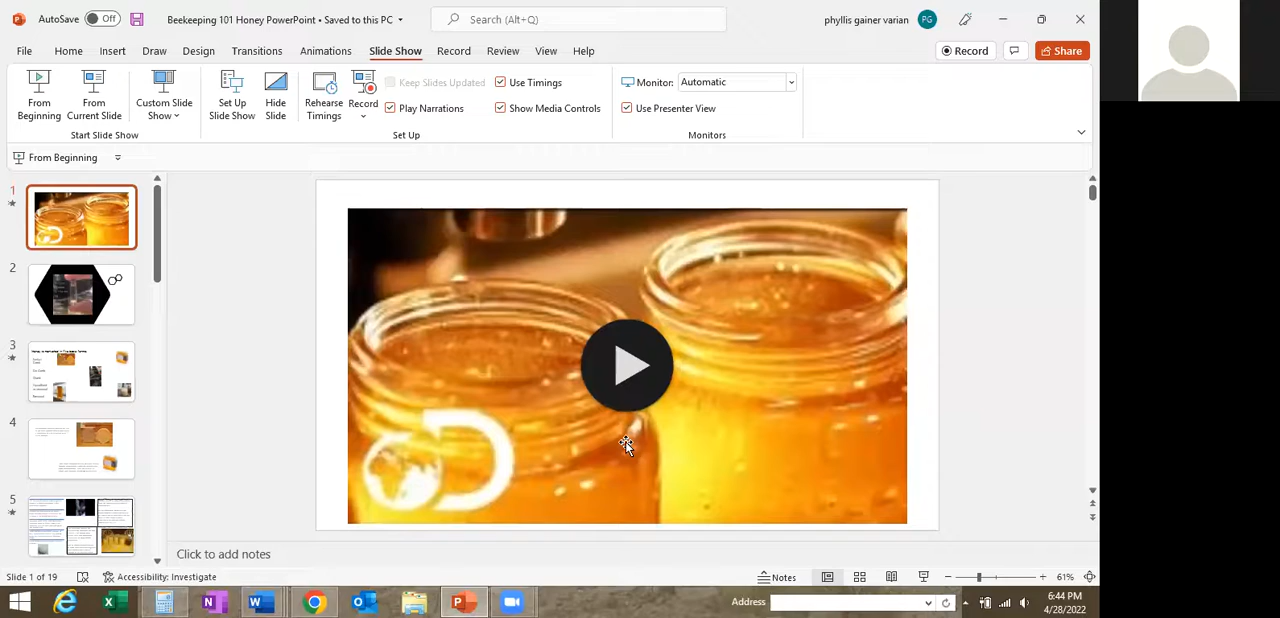 AutoSave Off Beekeeping 101 Honey PowerPoint • Saved to this PC Search (Alt+Q) phyllis gainer varian PG
File Home Insert Draw Design Transitions Animations Slide Show Record Review View Help Record Share
From Beginning
From Current Slide
Custom Slide Show
Set Up Slide Show
Hide Slide
Rehearse Timings
Record
Keep Slides Updated
Play Narrations
Use Timings
Show Media Controls
Monitor: Automatic
Use Presenter View
Start Slide Show Set Up Monitors
From Beginning
1
2
3
4
5
Click to add notes
Slide 1 of 19 Accessibility: Investigate Notes 61%
Address
6:44 PM
4/28/2022